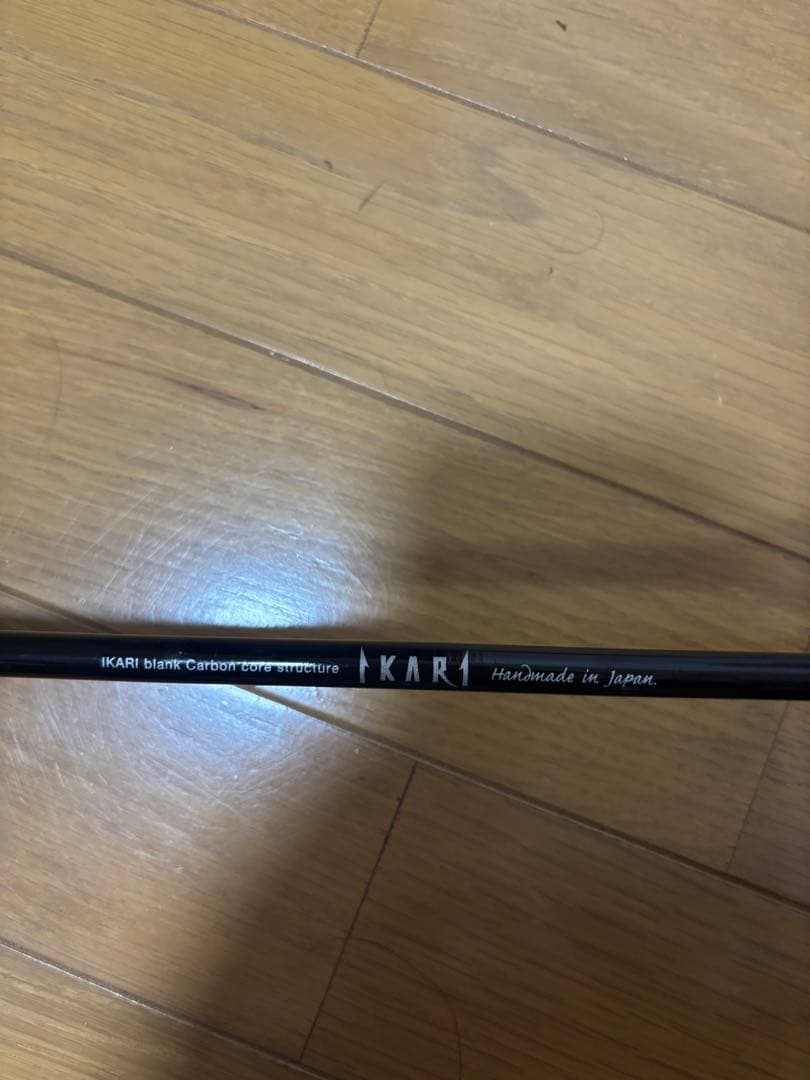 IKARI blank Carbon core structure IKARI Handmade in Japan.